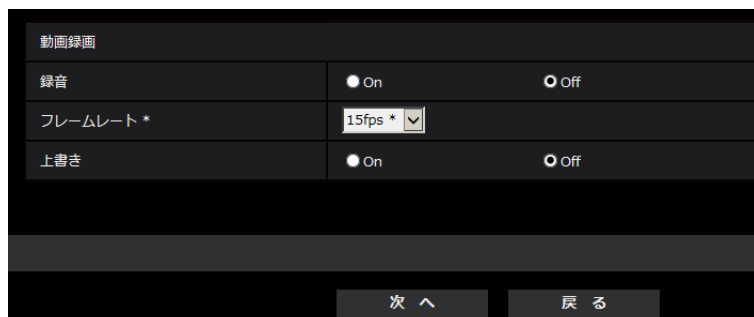 動画録画
録音 On Off
フレームレート * 15fps *
上書き On Off
次 へ 戻 る